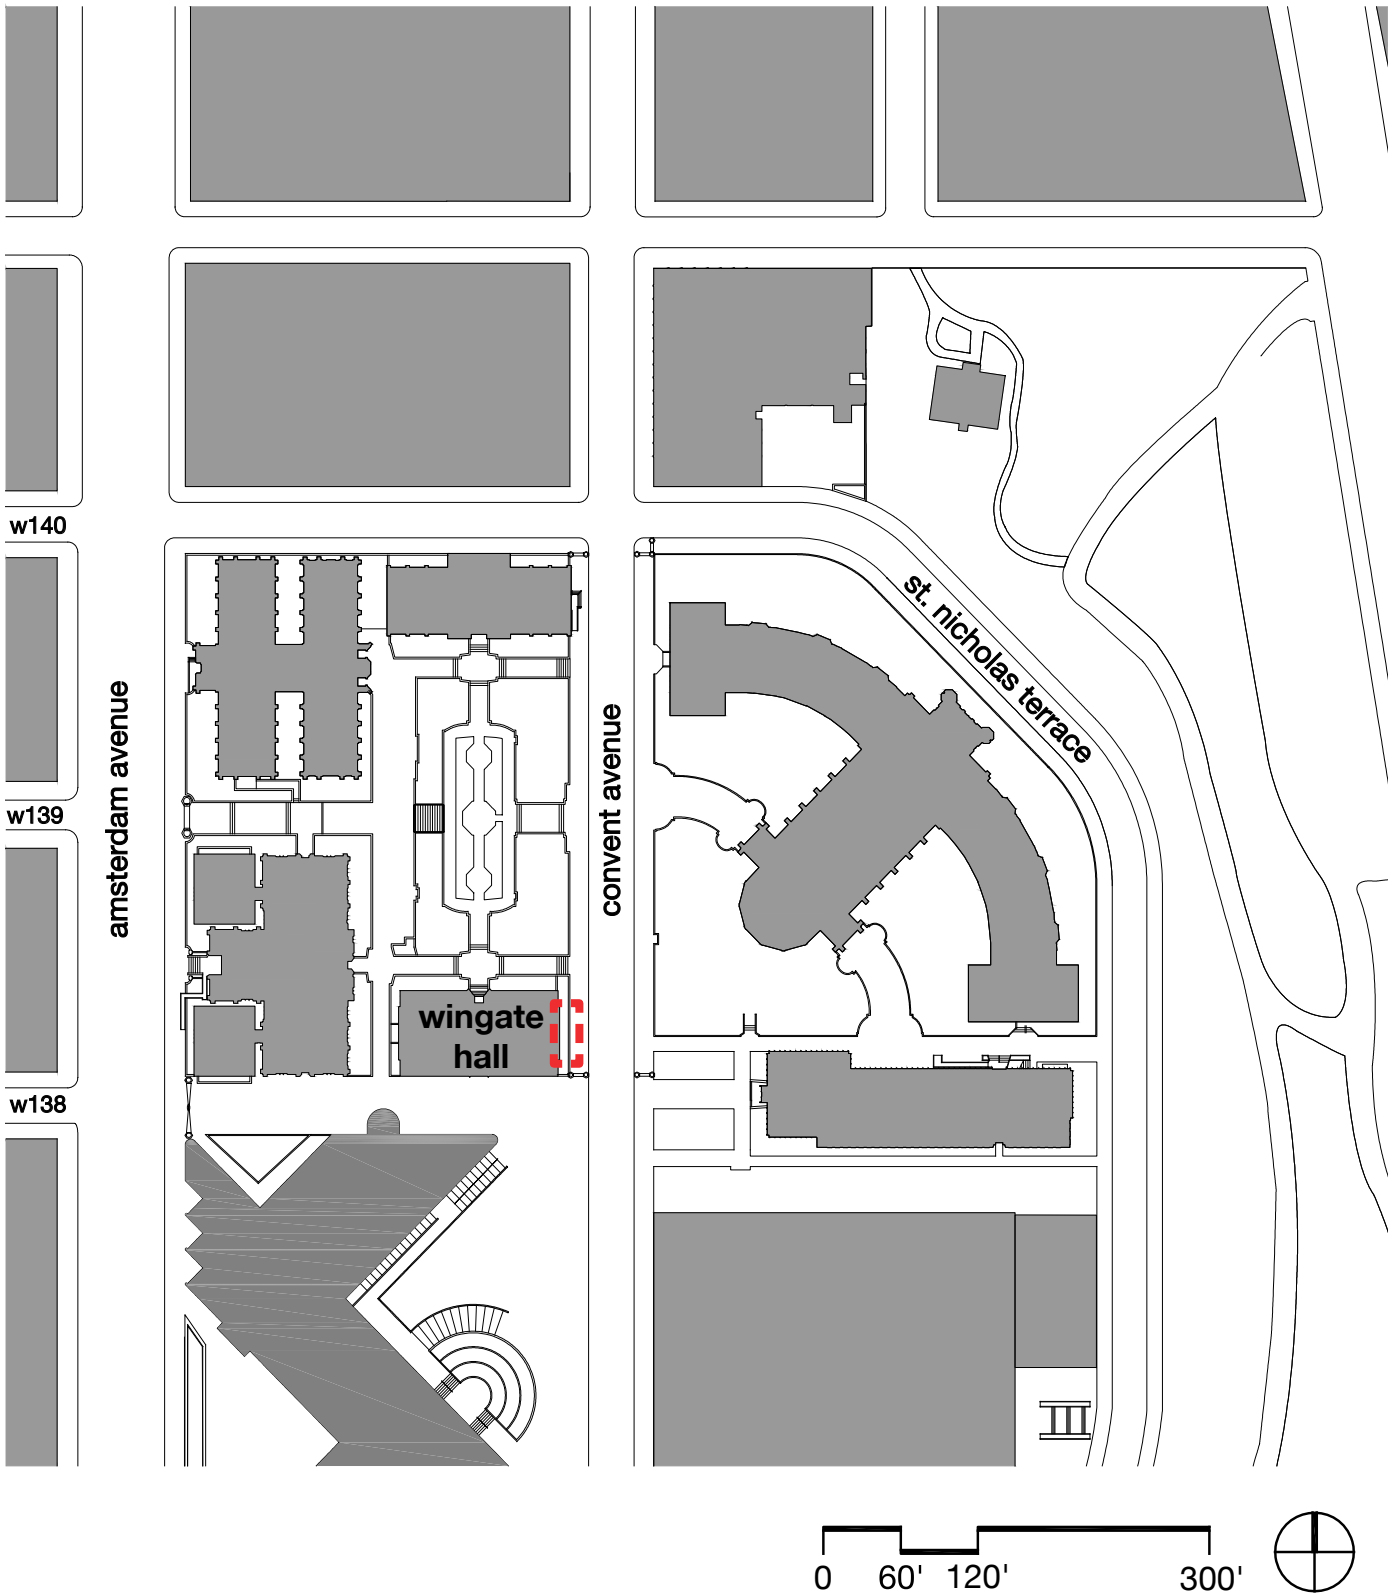 w140
st. nicholas terrace
amsterdam avenue
convent avenue
w139
wingate
hall
w138
0 60' 120' 300'